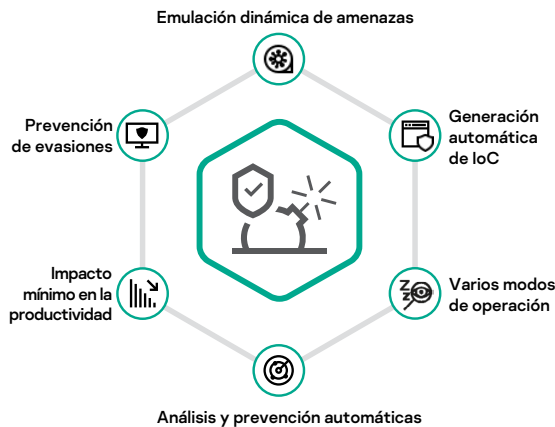 Emulación dinámica de amenazas
Prevención
de evasiones
Generación
automática
de IoC
Impacto
mínimo en la
productividad
Varios modos
de operación
Análisis y prevención automáticas